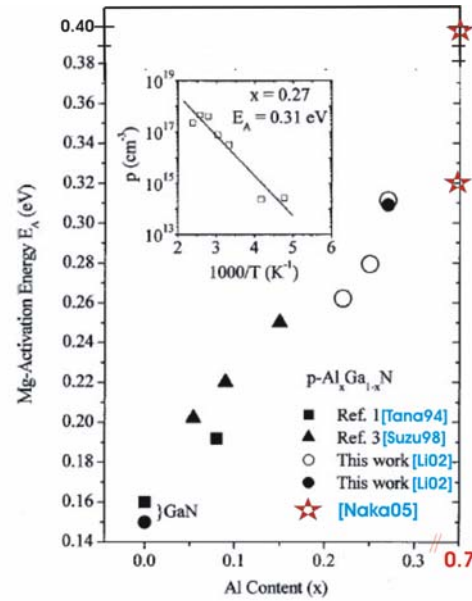 0.40
0.38
0.36
0.34
0.32
0.30
0.28
0.26
0.24
0.22
0.20
0.18
0.16
0.14
Mg-Activation Energy E_A (eV)
10^19
10^17
10^15
10^13
p (cm^-3)
x = 0.27
E_A = 0.31 eV
2 3 4 5 6
1000/T (K^-1)
p-Al_xGa_1-xN
Ref. 1 [Tana94]
Ref. 3 [Suzu98]
This work [Li02]
This work [Li02]
[Naka05]
}GaN
0.0 0.1 0.2 0.3 // 0.7
Al Content (x)